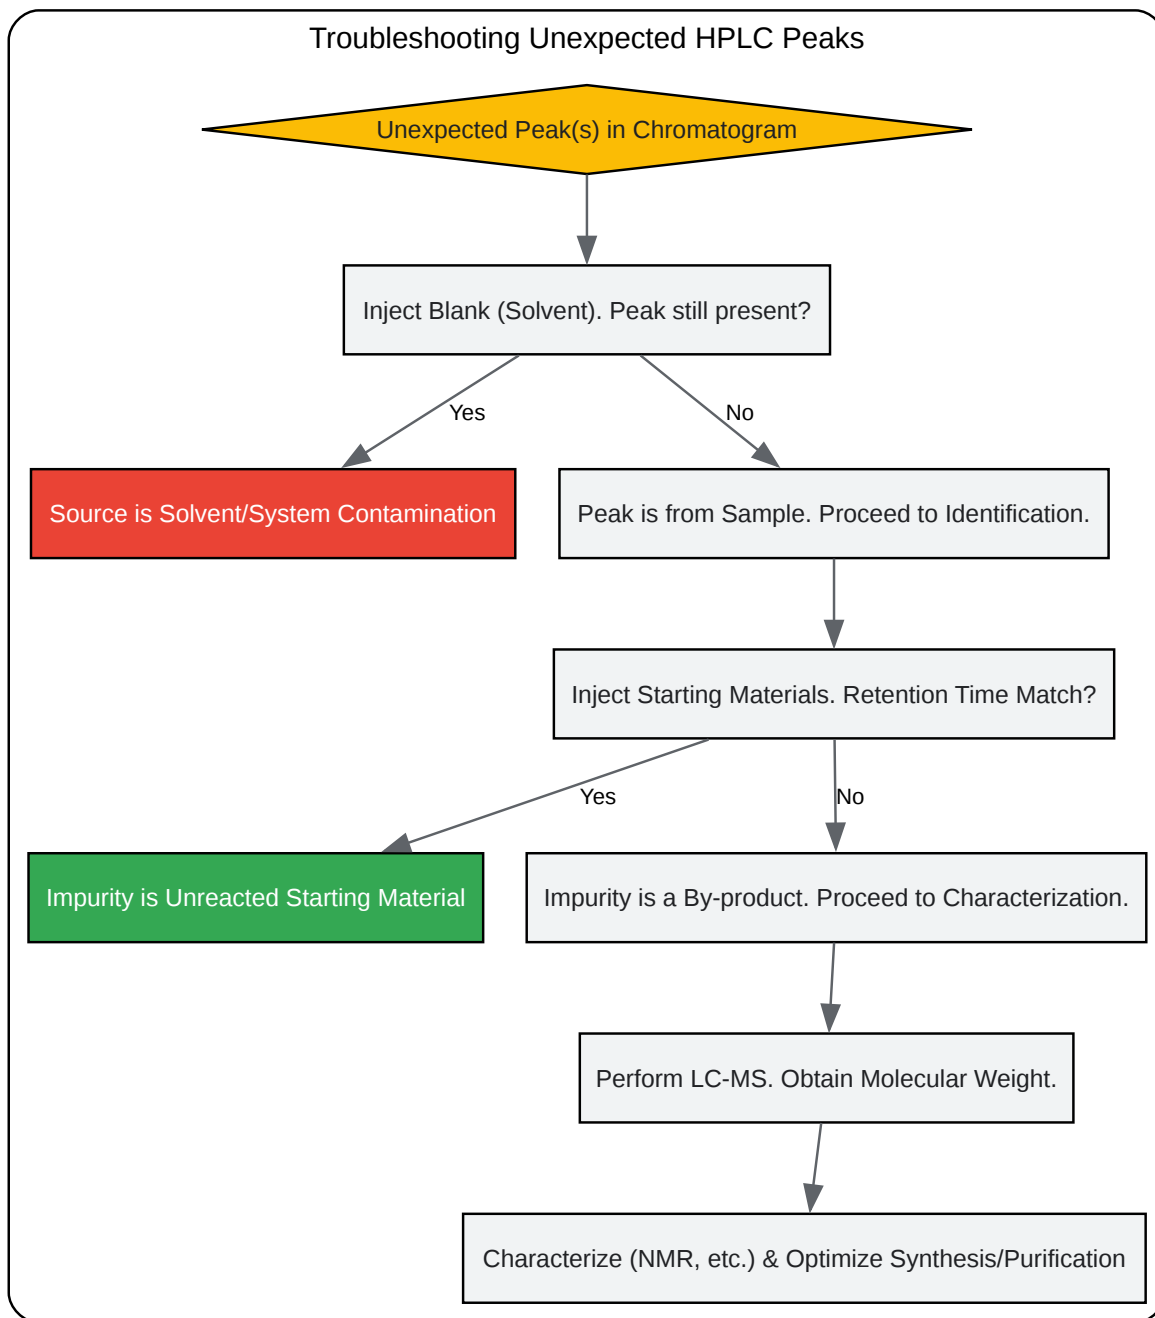 Troubleshooting Unexpected HPLC Peaks
Unexpected Peak(s) in Chromatogram
Inject Blank (Solvent). Peak still present?
Yes
No
Source is Solvent/System Contamination
Peak is from Sample. Proceed to Identification.
Inject Starting Materials. Retention Time Match?
Yes
No
Impurity is Unreacted Starting Material
Impurity is a By-product. Proceed to Characterization.
Perform LC-MS. Obtain Molecular Weight.
Characterize (NMR, etc.) & Optimize Synthesis/Purification